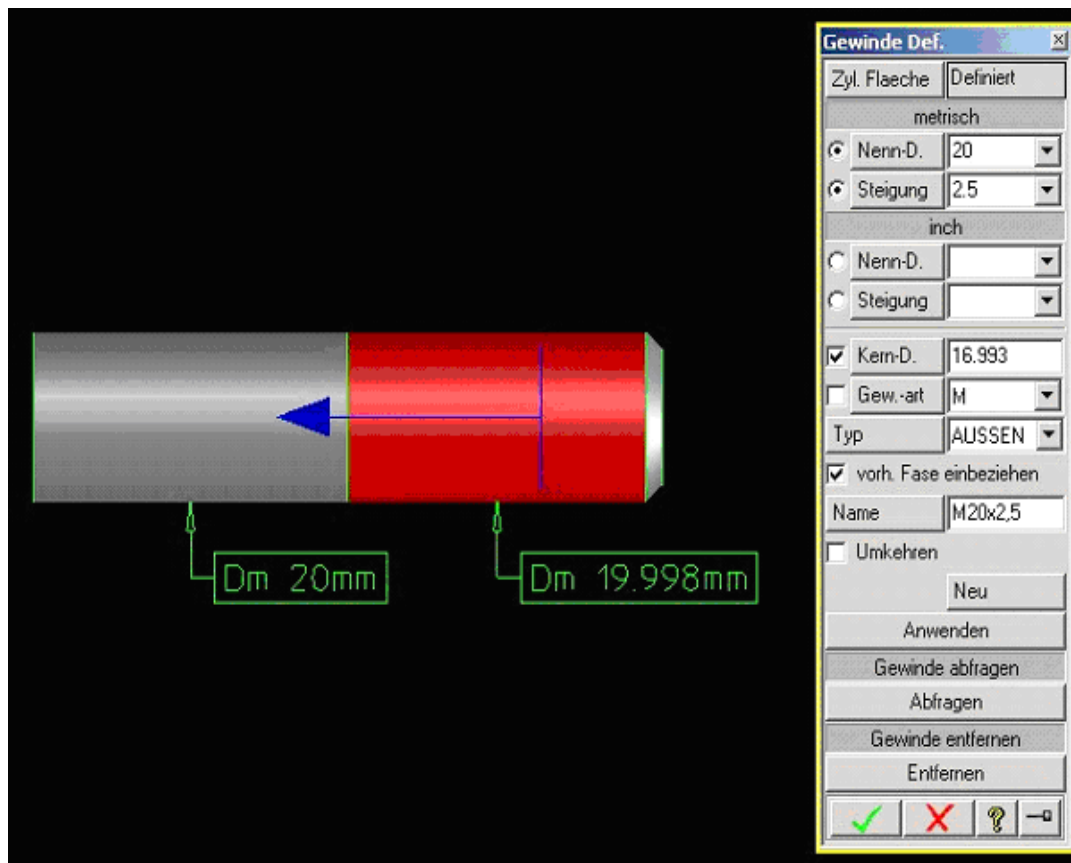 Gewinde Def.
Zyl. Flaeche Definiert
metrisch
Nenn-D. 20
Steigung 2.5
inch
Nenn-D.
Steigung
Kern-D. 16.993
Gew.-art M
Typ AUSSEN
vorh. Fase einbeziehen
Name M20x2,5
Umkehren
Neu
Anwenden
Gewinde abfragen
Abfragen
Gewinde entfernen
Entfernen
Dm 20mm
Dm 19.998mm